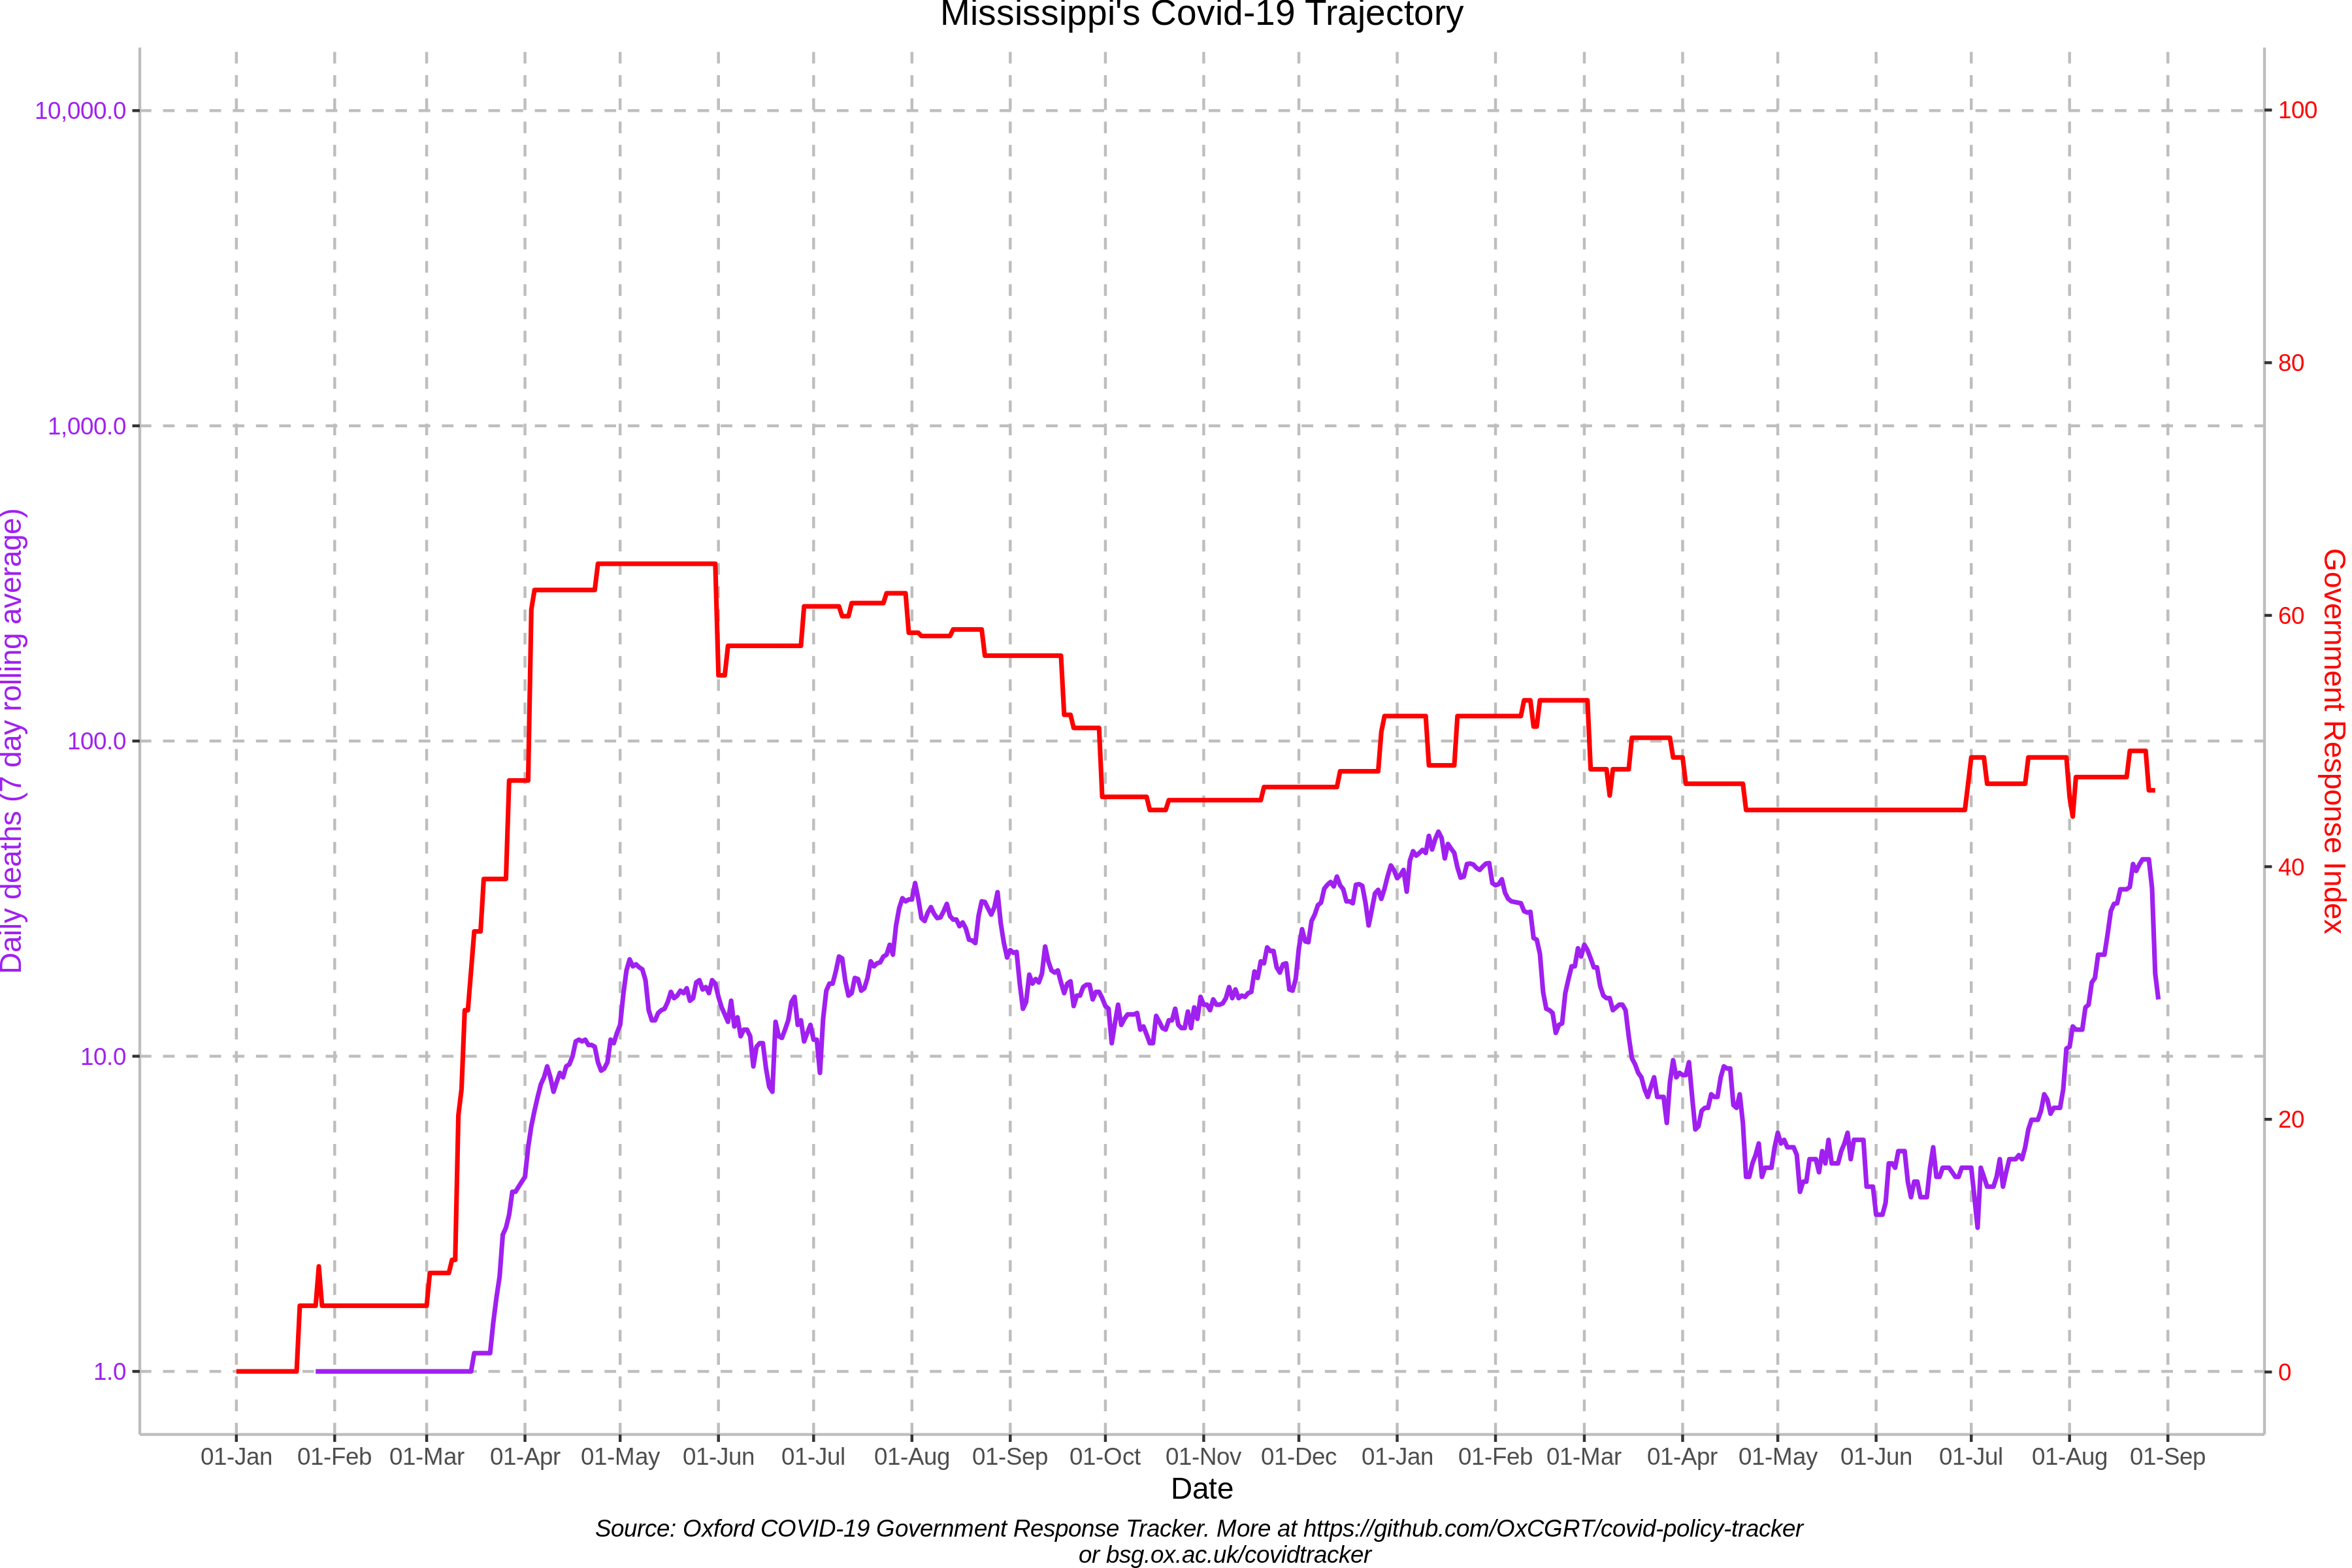 Mississippi's Covid-19 Trajectory
10,000.0
1,000.0
100.0
10.0
1.0
Daily deaths (7 day rolling average)
100
80
60
40
20
0
Government Response Index
01-Jan 01-Feb 01-Mar 01-Apr 01-May 01-Jun 01-Jul 01-Aug 01-Sep 01-Oct 01-Nov 01-Dec 01-Jan 01-Feb 01-Mar 01-Apr 01-May 01-Jun 01-Jul 01-Aug 01-Sep
Date
Source: Oxford COVID-19 Government Response Tracker. More at https://github.com/OxCGRT/covid-policy-tracker
or bsg.ox.ac.uk/covidtracker